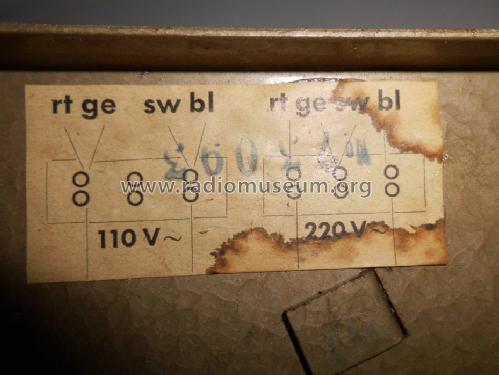 rt ge sw bl rt ge sw bl
www.radiomuseum.org
110 V~ 220 V~